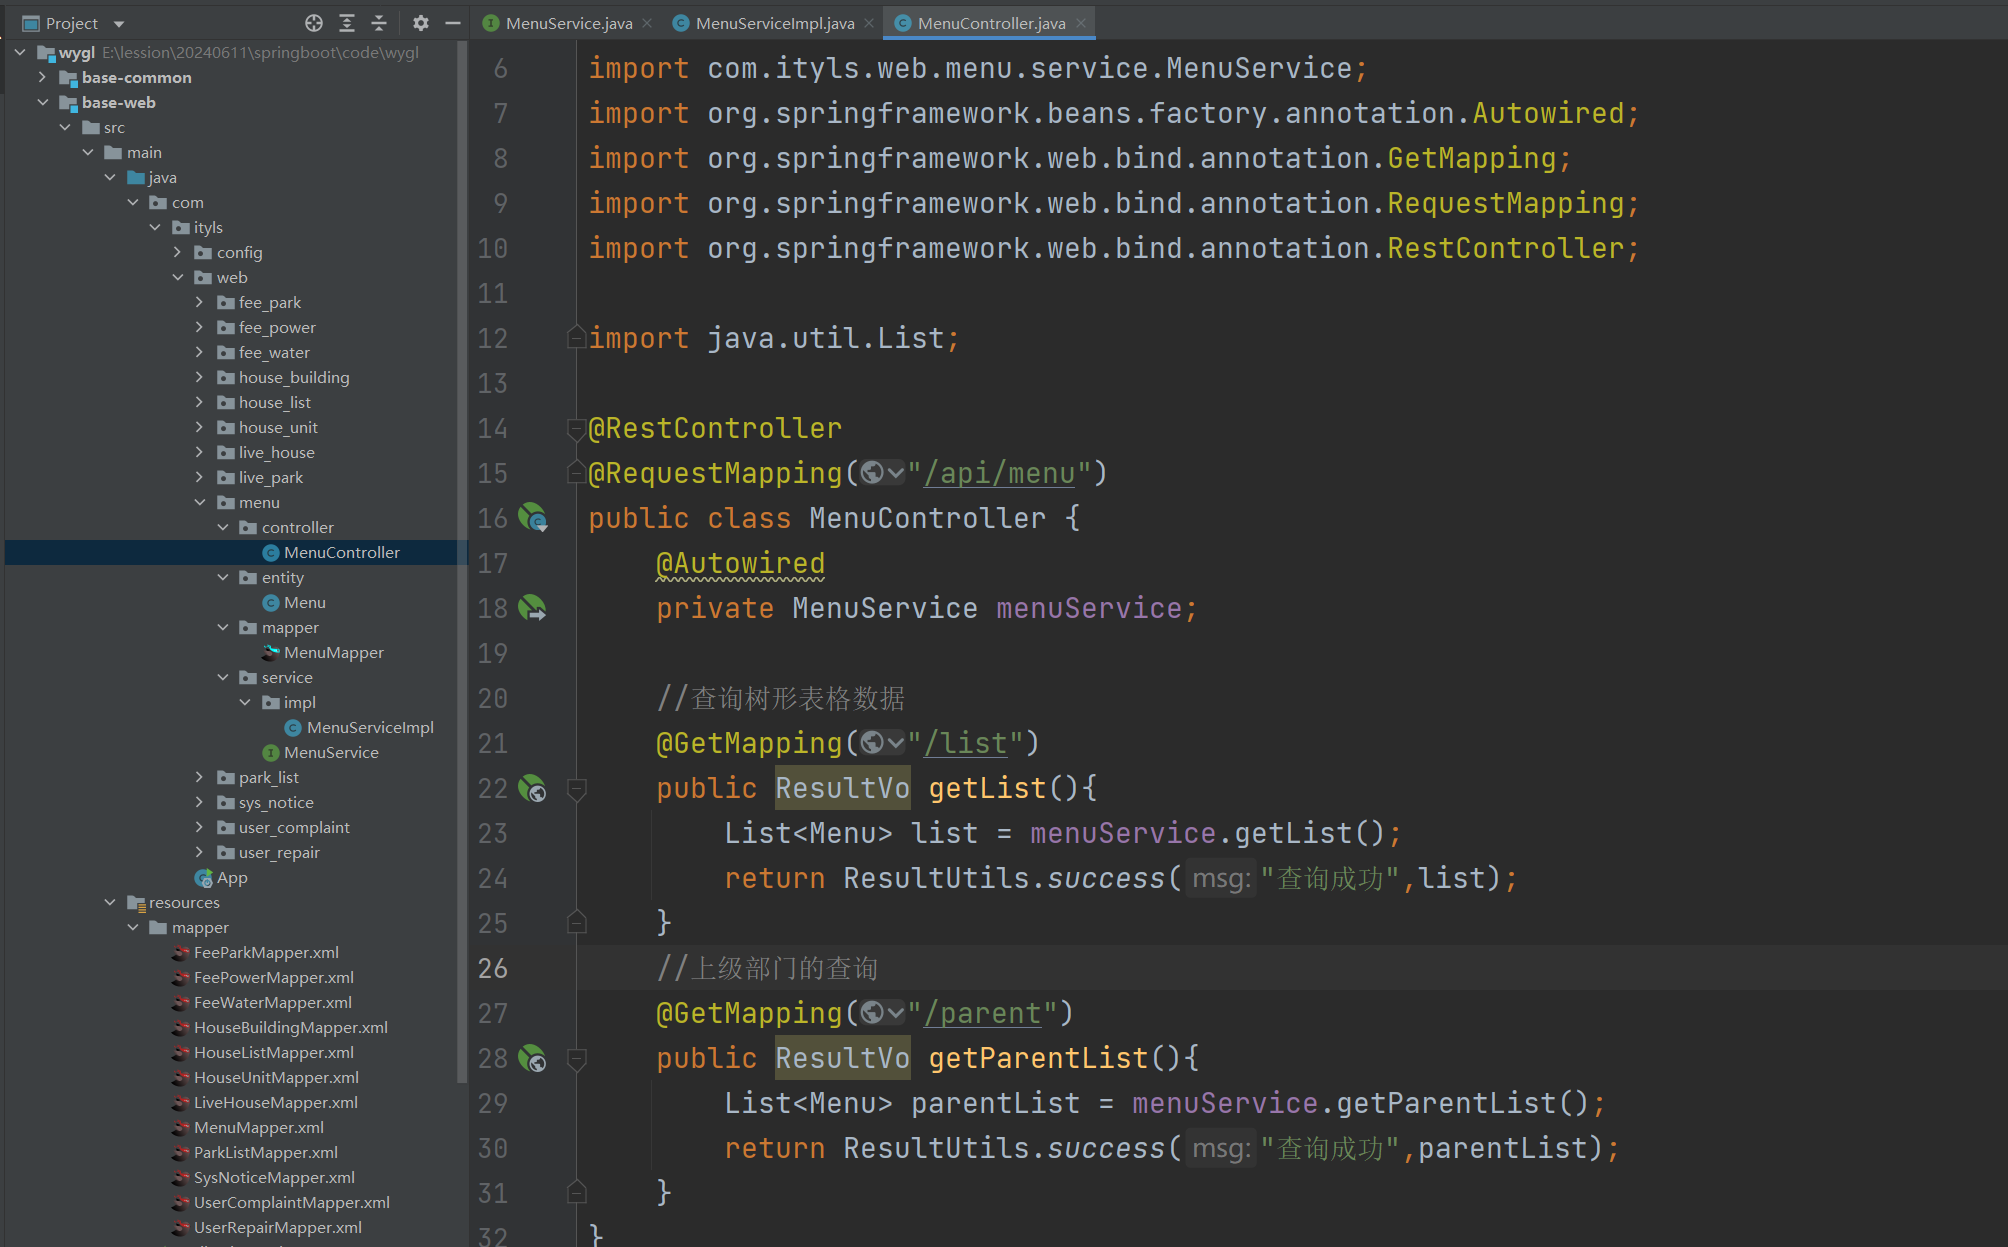 Project
wygl E:\lession\20240611\springboot\code\wygl
base-common
base-web
src
main
java
com
ityls
config
web
fee_park
fee_power
fee_water
house_building
house_list
house_unit
live_house
live_park
menu
controller
MenuController
entity
Menu
mapper
MenuMapper
service
impl
MenuServiceImpl
MenuService
park_list
sys_notice
user_complaint
user_repair
App
resources
mapper
FeeParkMapper.xml
FeePowerMapper.xml
FeeWaterMapper.xml
HouseBuildingMapper.xml
HouseListMapper.xml
HouseUnitMapper.xml
LiveHouseMapper.xml
MenuMapper.xml
ParkListMapper.xml
SysNoticeMapper.xml
UserComplaintMapper.xml
UserRepairMapper.xml
MenuService.java MenuServiceImpl.java MenuController.java
6 import com.ityls.web.menu.service.MenuService;
7 import org.springframework.beans.factory.annotation.Autowired;
8 import org.springframework.web.bind.annotation.GetMapping;
9 import org.springframework.web.bind.annotation.RequestMapping;
10 import org.springframework.web.bind.annotation.RestController;
11
12 import java.util.List;
13
14 @RestController
15 @RequestMapping("/api/menu")
16 public class MenuController {
17 @Autowired
18 private MenuService menuService;
19
20 //查询树形表格数据
21 @GetMapping("/list")
22 public ResultVo getList(){
23 List<Menu> list = menuService.getList();
24 return ResultUtils.success( msg: "查询成功",list);
25 }
26 //上级部门的查询
27 @GetMapping("/parent")
28 public ResultVo getParentList(){
29 List<Menu> parentList = menuService.getParentList();
30 return ResultUtils.success( msg: "查询成功",parentList);
31 }
32 }